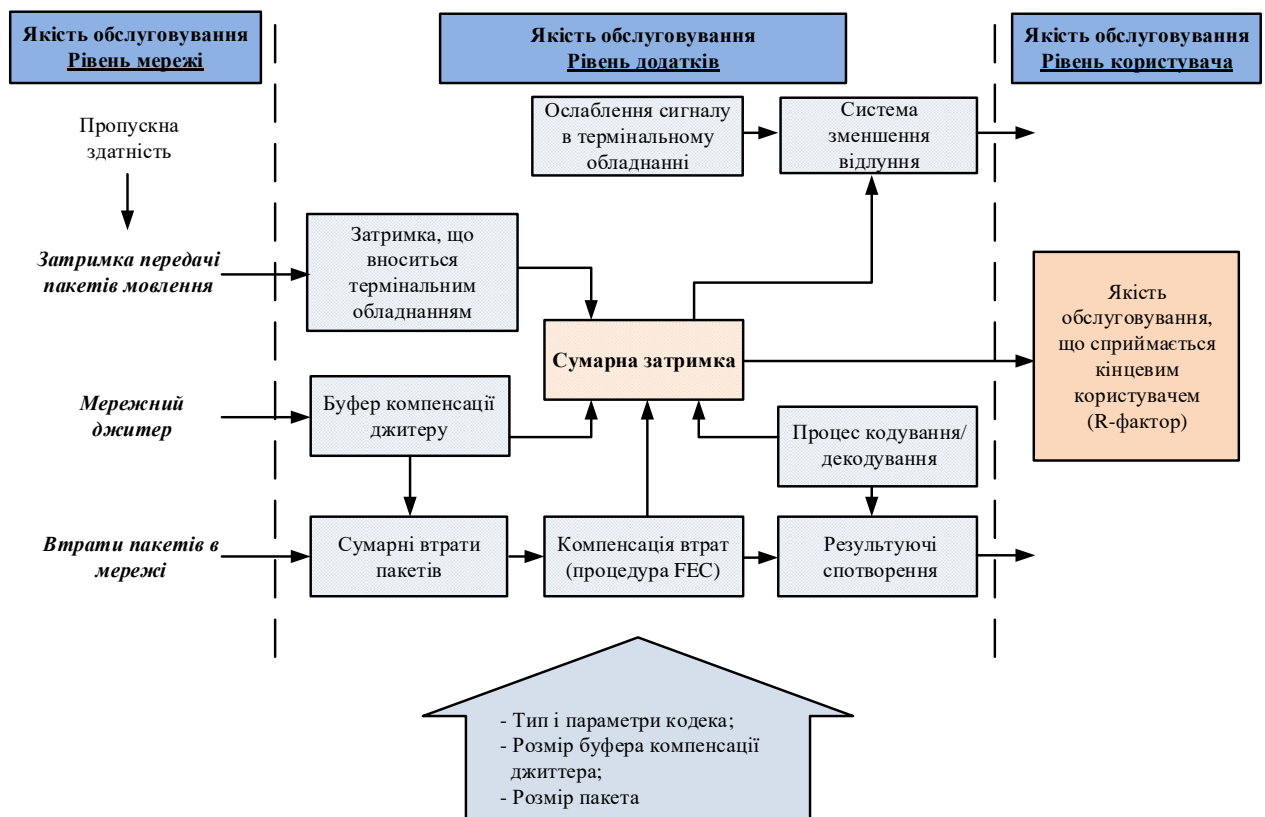 Якість обслуговування
Рівень мережі
Якість обслуговування
Рівень додатків
Якість обслуговування
Рівень користувача
Пропускна
здатність
Ослаблення сигналу
в термінальному
обладнанні
Система
зменшення
відлуння
Затримка передачі
пакетів мовлення
Затримка, що
вноситься
термінальним
обладнанням
Сумарна затримка
Якість
обслуговування,
що сприймається
кінцевим
користувачем
(R-фактор)
Мережний
джитер
Буфер компенсації
джитеру
Процес кодування/
декодування
Втрати пакетів в
мережі
Сумарні втрати
пакетів
Компенсація втрат
(процедура FEC)
Результуючі
спотворення
- Тип і параметри кодека;
- Розмір буфера компенсації
джиттера;
- Розмір пакета